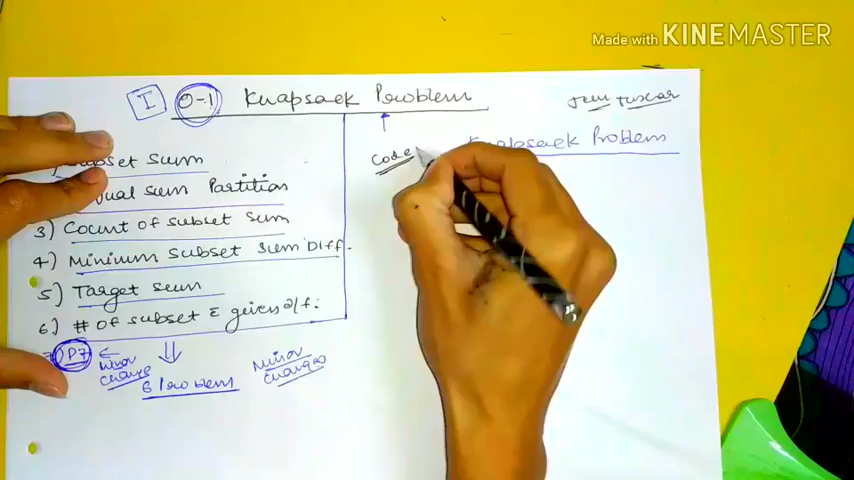 Made with KINEMASTER
I 0-1 Knapsack Problem
Knapsack Problem
Code
Subset sum
Equal sum Partition
3) Count of Subset Sum
4) Minimum subset sum Diff.
5) Target sum
6) # of subset Σ given diff.
7) P7 ← Minor change
6 Problem
Minor changes